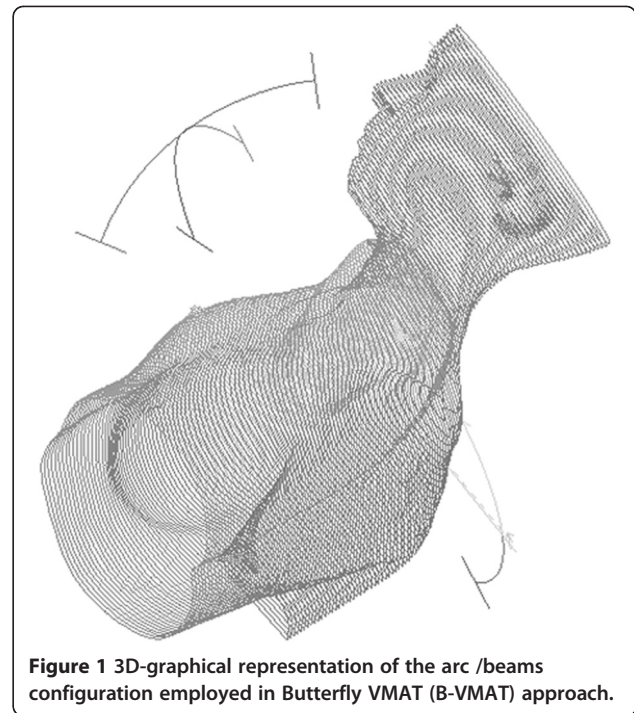 Figure 1 3D-graphical representation of the arc /beams
configuration employed in Butterfly VMAT (B-VMAT) approach.